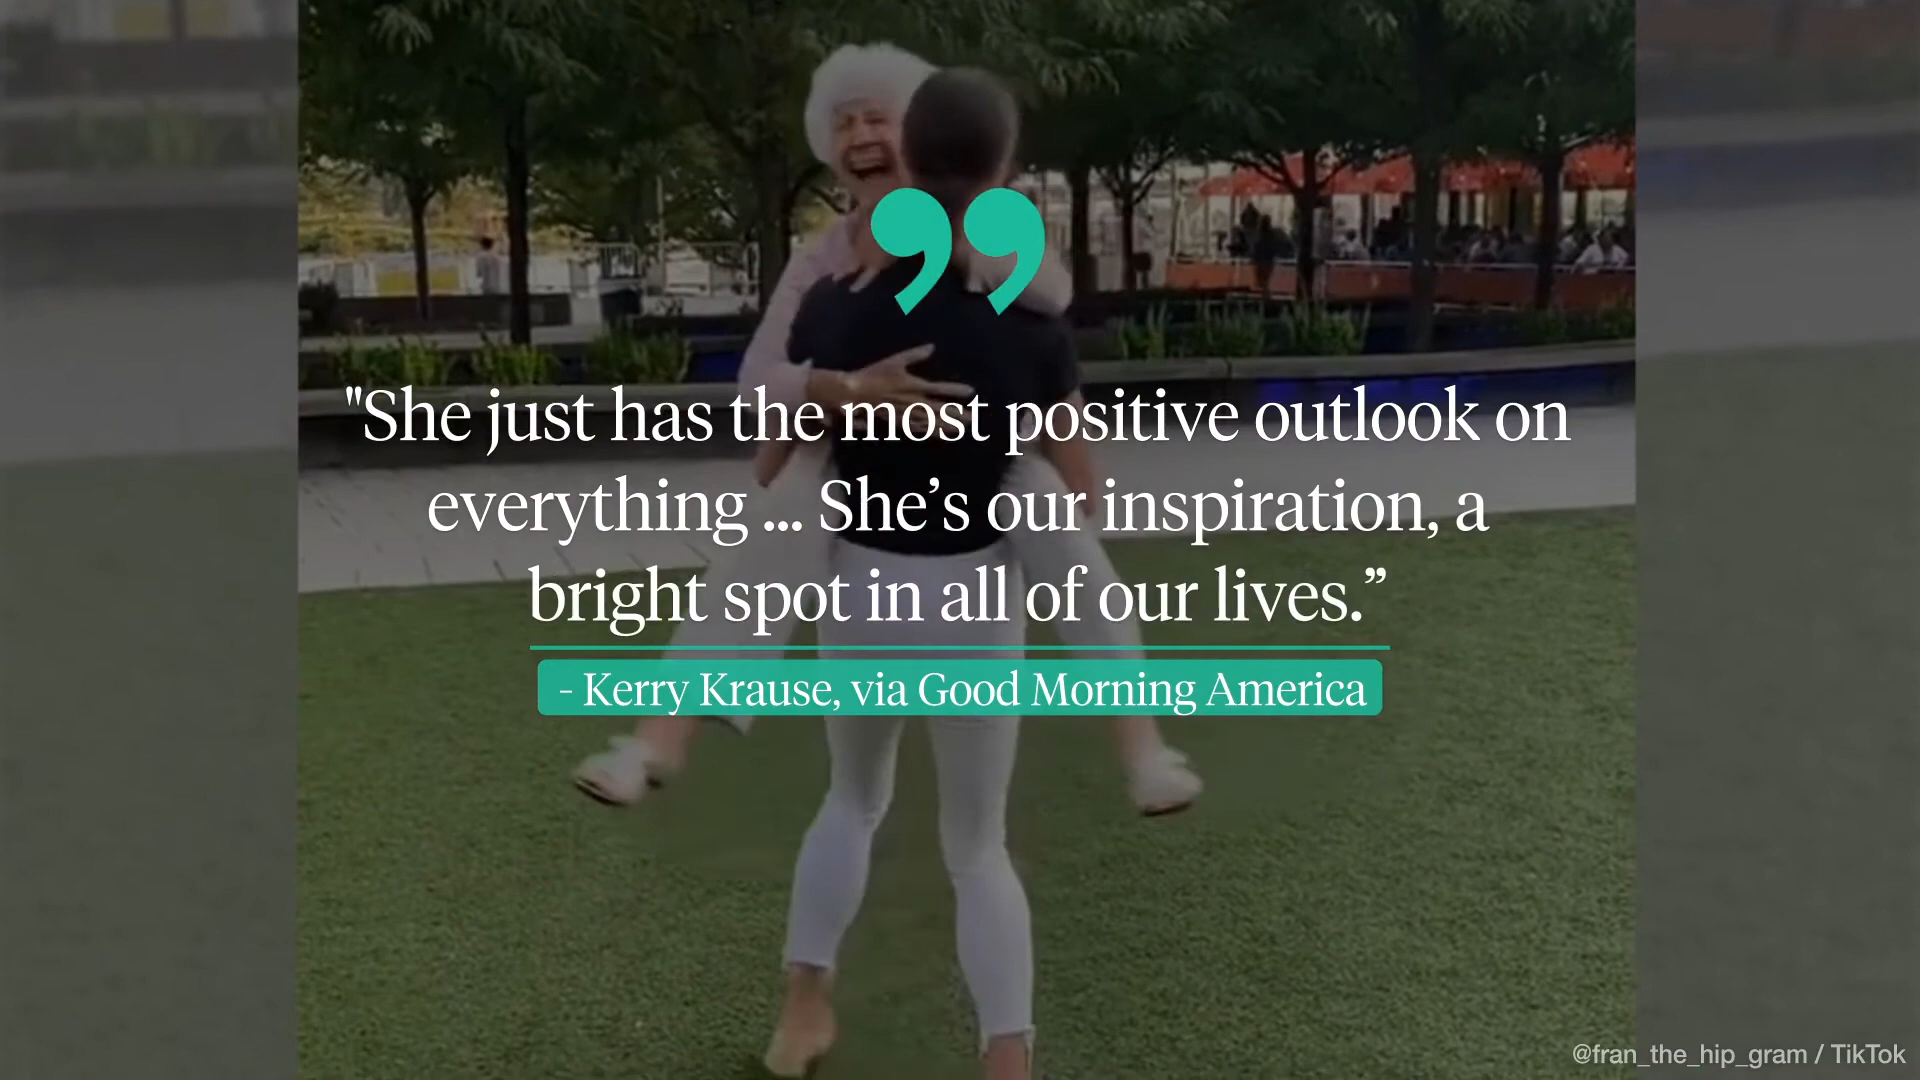 "She just has the most positive outlook on
everything ... She’s our inspiration, a
bright spot in all of our lives.”
- Kerry Krause, via Good Morning America
@fran_the_hip_gram / TikTok